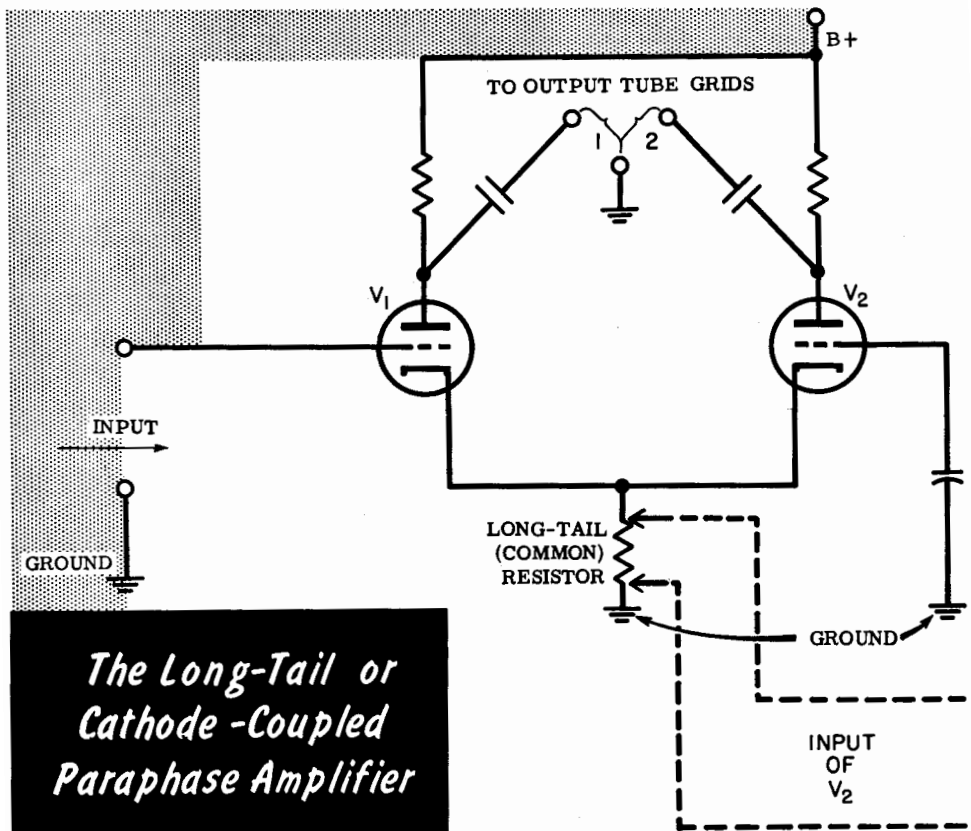 B+
TO OUTPUT TUBE GRIDS
1 2
V1
V2
INPUT
LONG-TAIL
(COMMON)
RESISTOR
GROUND
GROUND
The Long-Tail or
Cathode-Coupled
Paraphase Amplifier
INPUT
OF
V2